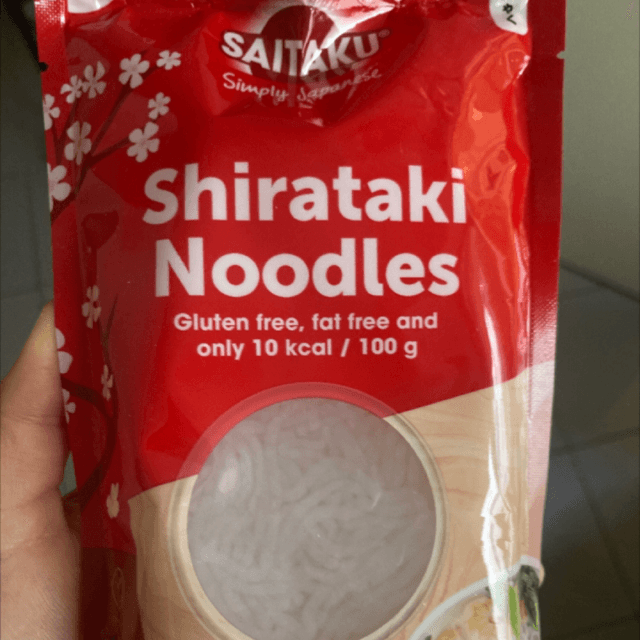 SAITAKU®
Simply Japanese
Shirataki
Noodles
Gluten free, fat free and
only 10 kcal / 100 g